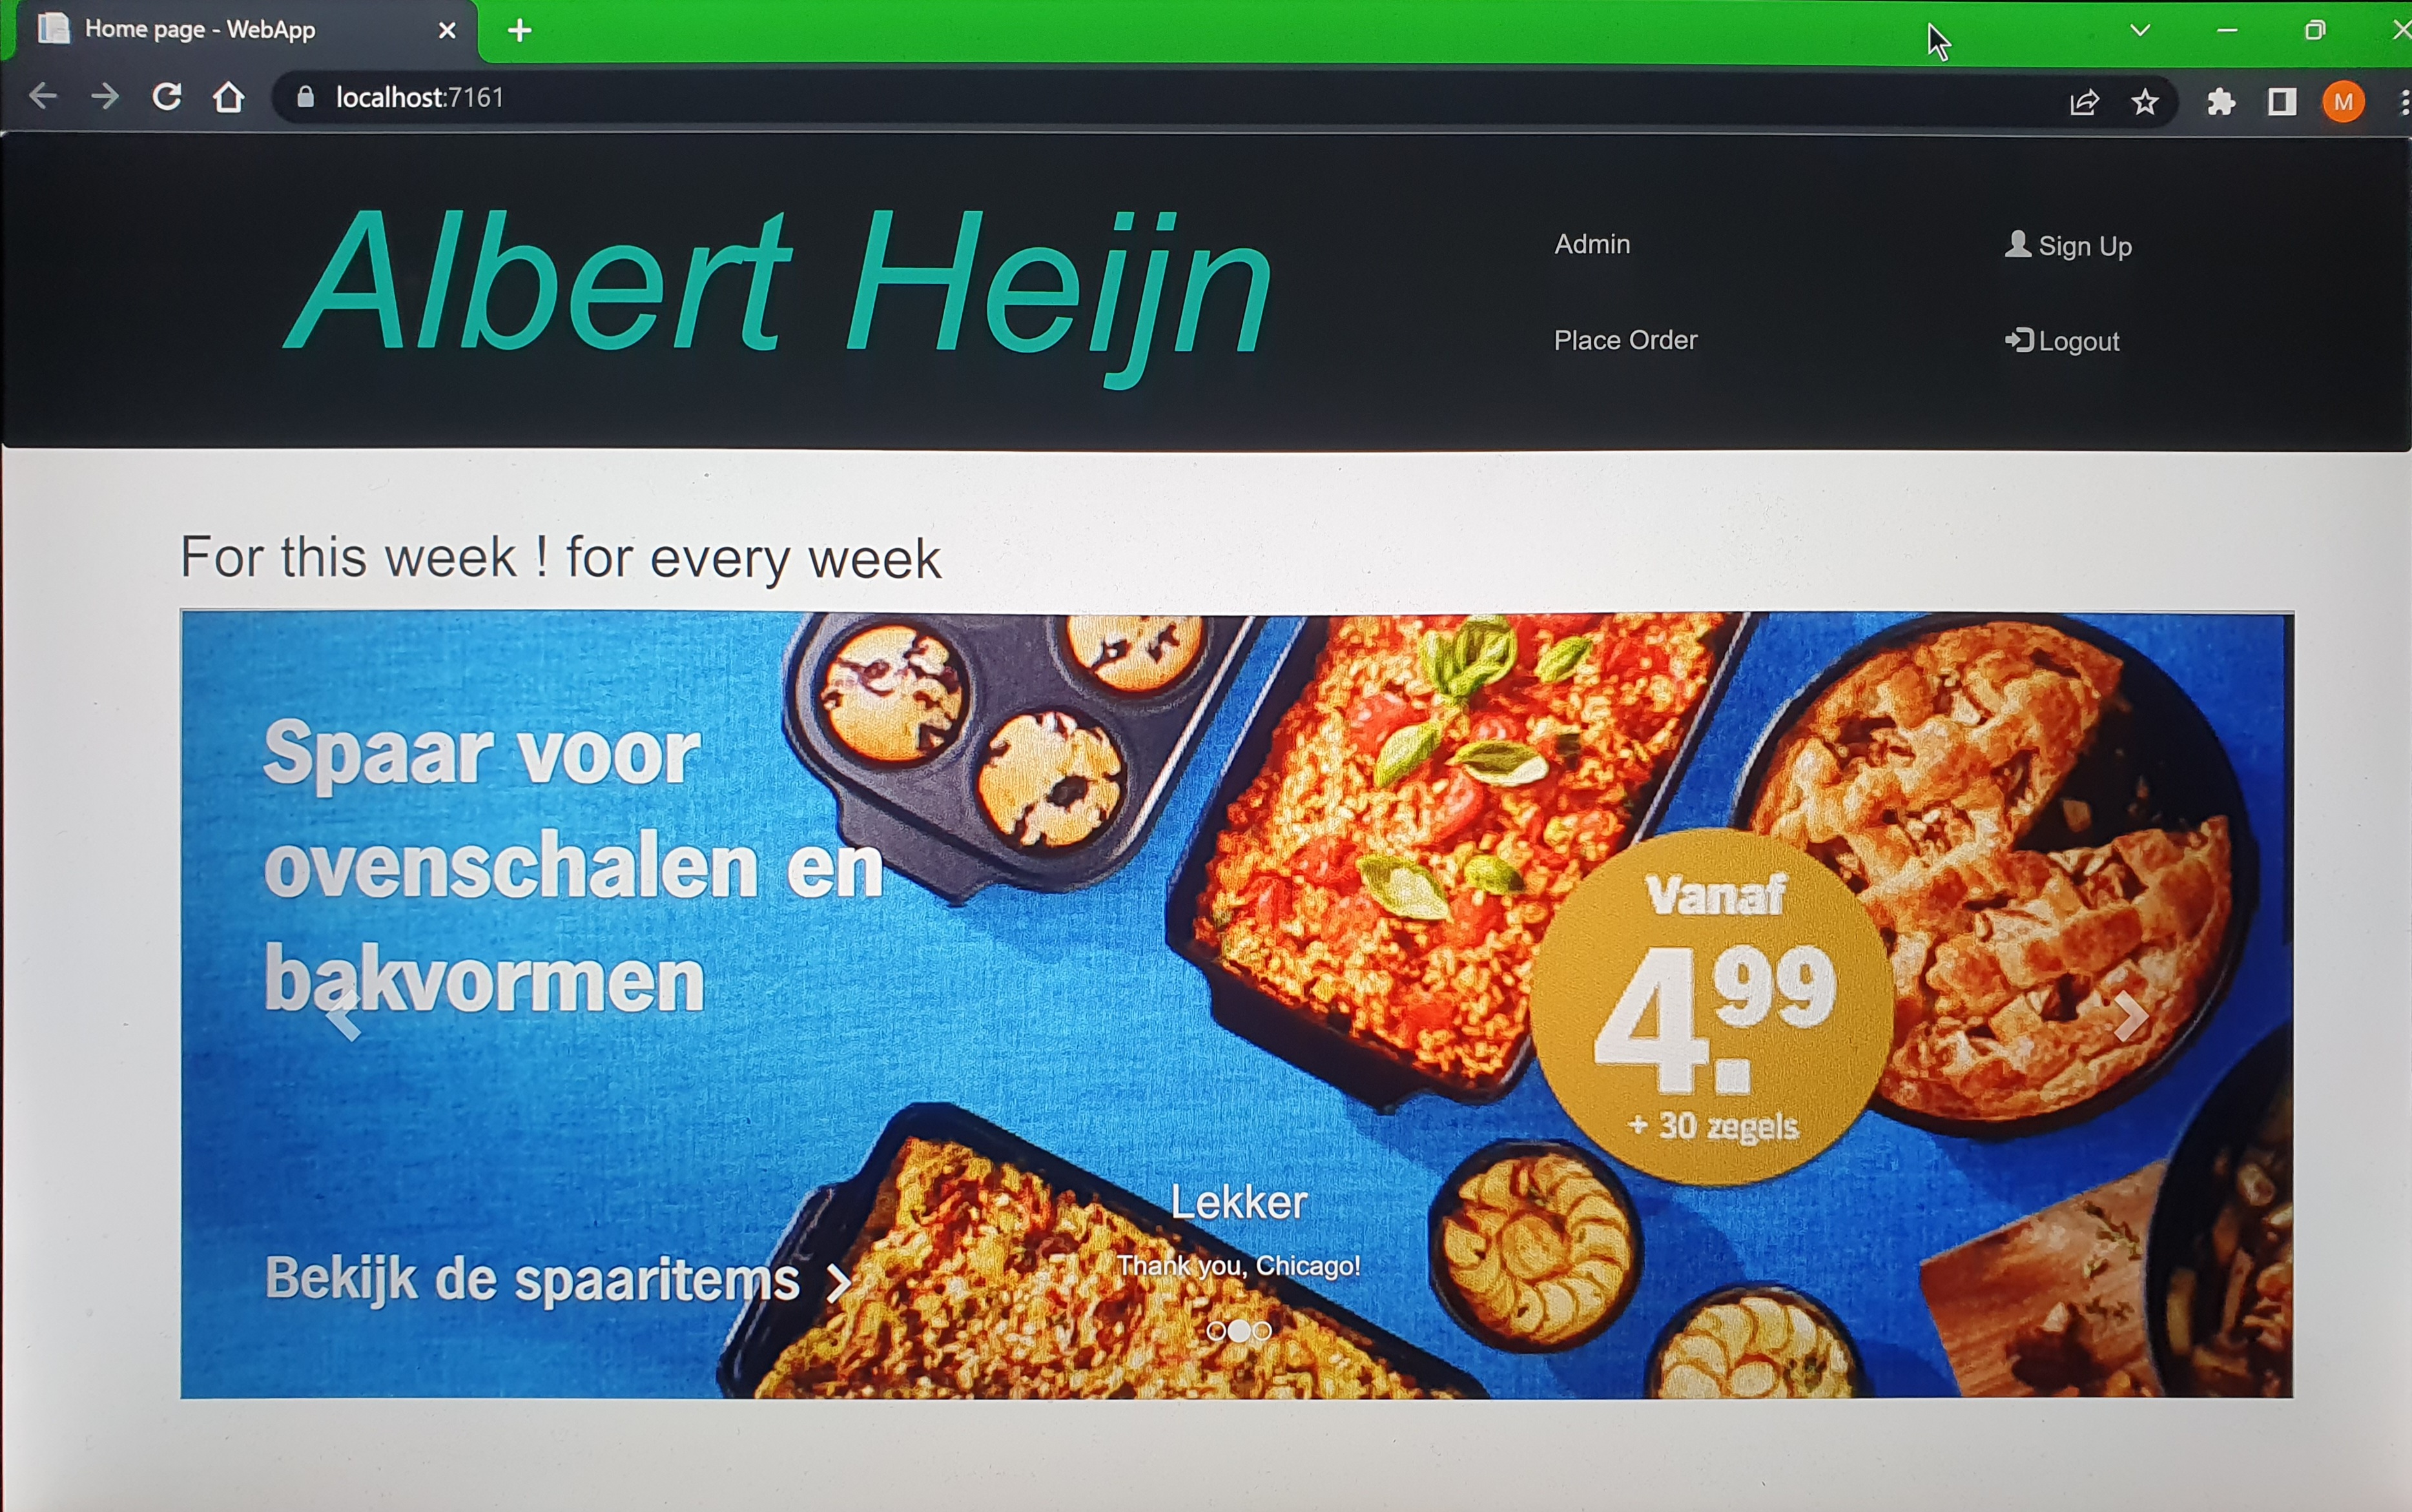 Home page - WebApp
localhost:7161
M
Albert Heijn
Admin
Sign Up
Place Order
Logout
For this week ! for every week
Spaar voor
ovenschalen en
bakvormen
Vanaf
4.99
+ 30 zegels
Lekker
Thank you, Chicago!
Bekijk de spaaritems >